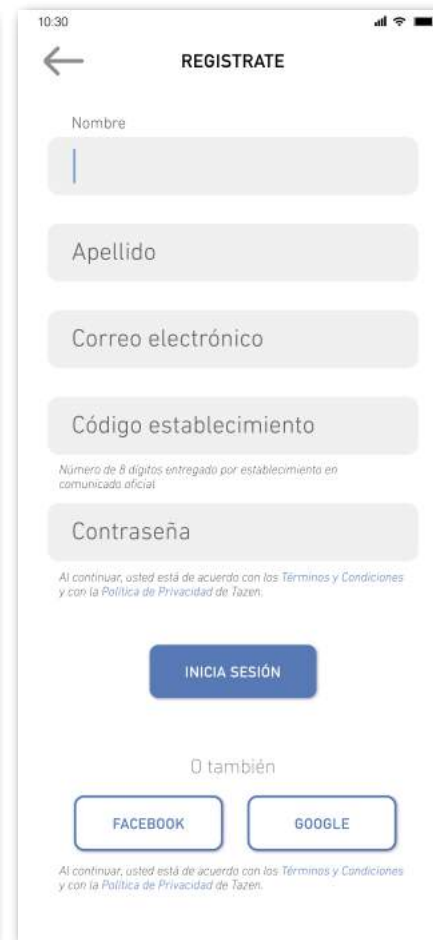 10:30
REGISTRATE
Nombre
Apellido
Correo electrónico
Código establecimiento
Número de 8 dígitos entregado por establecimiento en
comunicado oficial
Contraseña
Al continuar, usted está de acuerdo con los Términos y Condiciones
y con la Política de Privacidad de Tazen.
INICIA SESIÓN
O también
FACEBOOK GOOGLE
Al continuar, usted está de acuerdo con los Términos y Condiciones
y con la Política de Privacidad de Tazen.